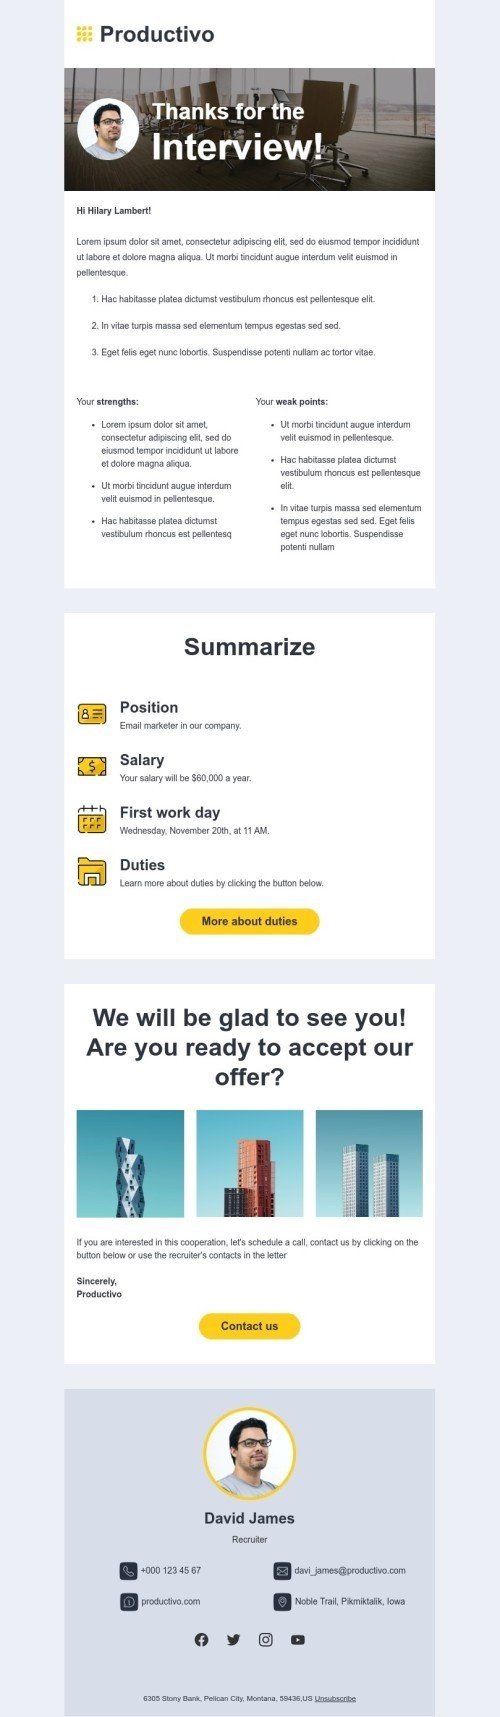 Productivo
Thanks for the
Interview!
Hi Hilary Lambert!
Lorem ipsum dolor sit amet, consectetur adipiscing elit, sed do eiusmod tempor incididunt
ut labore et dolore magna aliqua. Ut morbi tincidunt augue interdum velit euismod in
pellentesque.
1. Hac habitasse platea dictumst vestibulum rhoncus est pellentesque elit.
2. In vitae turpis massa sed elementum tempus egestas sed sed.
3. Eget felis eget nunc lobortis. Suspendisse potenti nullam ac tortor vitae.
Your strengths:
• Lorem ipsum dolor sit amet,
consectetur adipiscing elit, sed do
eiusmod tempor incididunt ut labore
et dolore magna aliqua.
• Ut morbi tincidunt augue interdum
velit euismod in pellentesque.
• Hac habitasse platea dictumst
vestibulum rhoncus est pellentesq
Your weak points:
• Ut morbi tincidunt augue interdum
velit euismod in pellentesque.
• Hac habitasse platea dictumst
vestibulum rhoncus est pellentesque
elit.
• In vitae turpis massa sed elementum
tempus egestas sed sed. Eget felis
eget nunc lobortis. Suspendisse
potenti nullam
Summarize
Position
Email marketer in our company.
Salary
Your salary will be $60,000 a year.
First work day
Wednesday, November 20th, at 11 AM.
Duties
Learn more about duties by clicking the button below.
More about duties
We will be glad to see you!
Are you ready to accept our
offer?
If you are interested in this cooperation, let's schedule a call, contact us by clicking on the
button below or use the recruiter's contacts in the letter
Sincerely,
Productivo
Contact us
David James
Recruiter
+000 123 45 67
davi_james@productivo.com
productivo.com
Noble Trail, Pikmiktalik, Iowa
6305 Stony Bank, Pelican City, Montana, 59436,US Unsubscribe